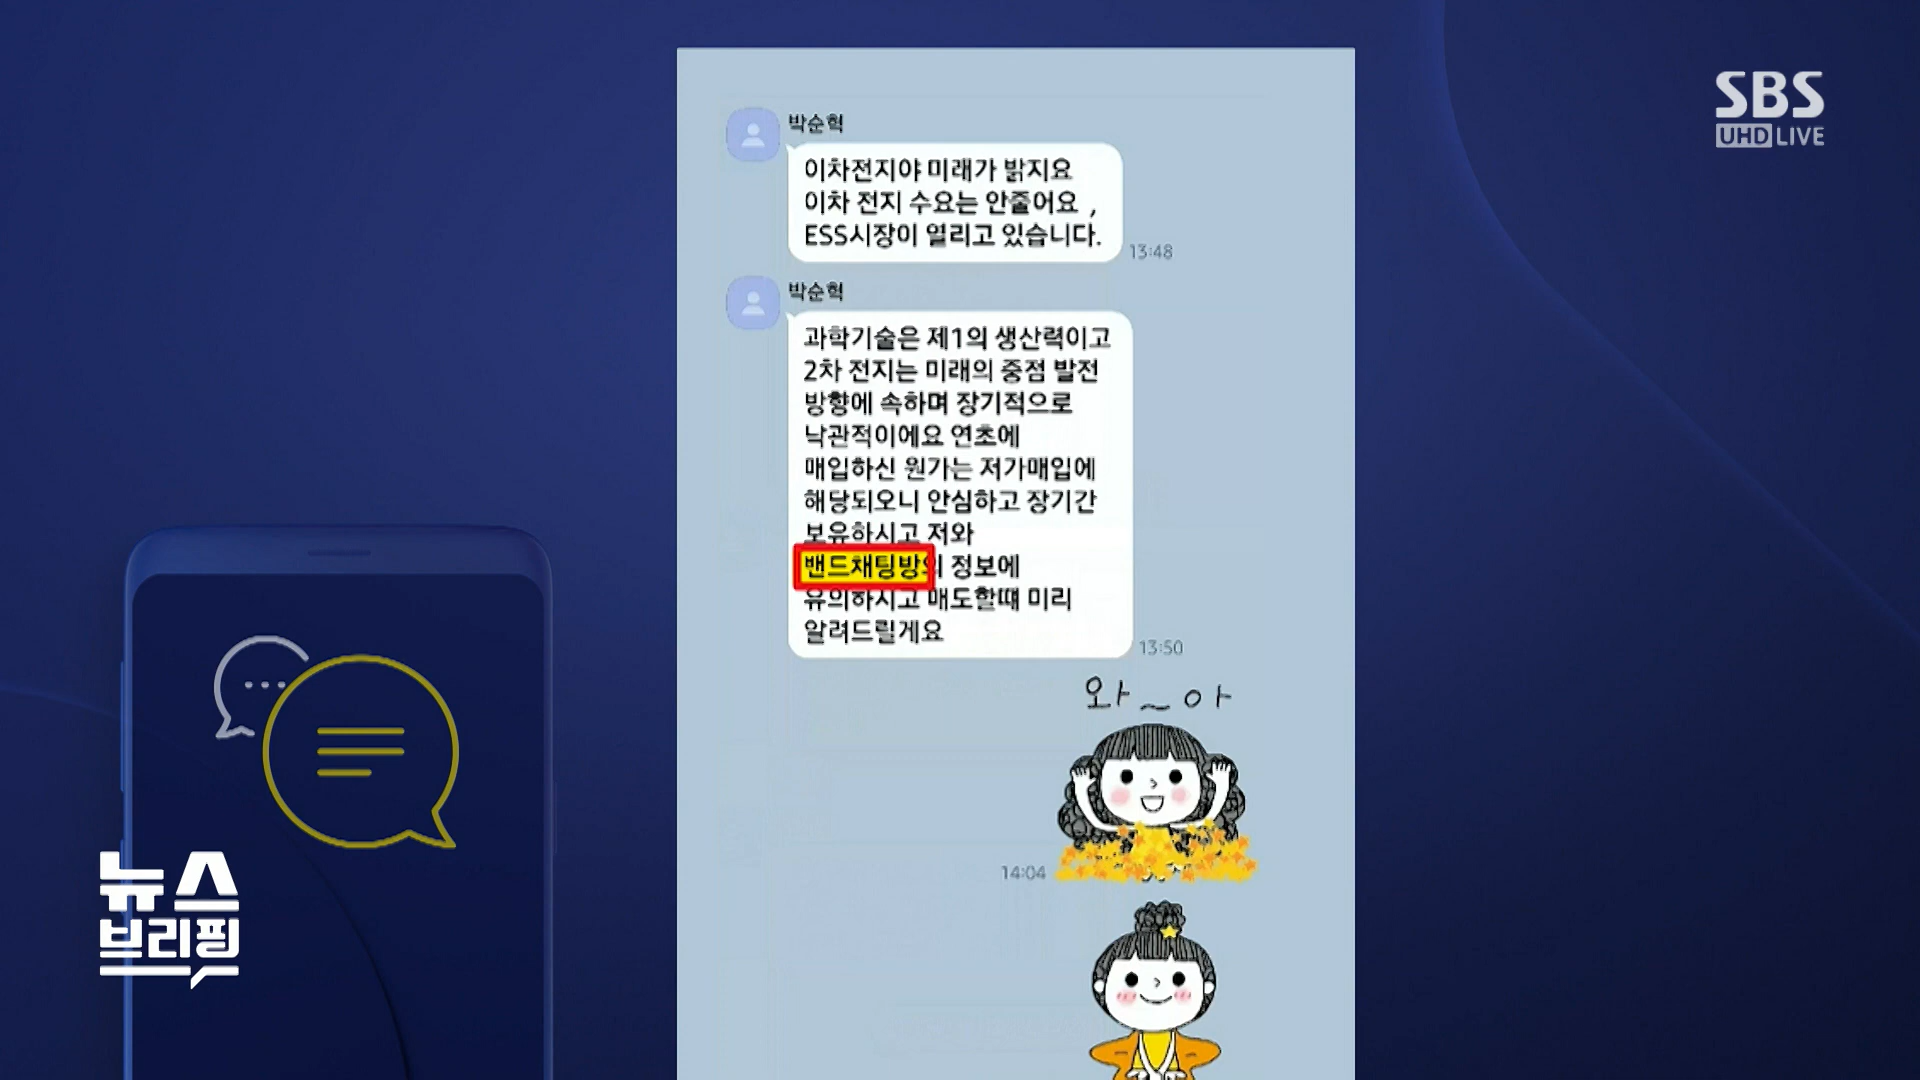 SBS
UHD LIVE
박순혁
이차전지야 미래가 밝지요
이차 전지 수요는 안줄어요 ,
ESS시장이 열리고 있습니다.
13:48
박순혁
과학기술은 제1의 생산력이고
2차 전지는 미래의 중점 발전
방향에 속하며 장기적으로
낙관적이에요 연초에
매입하신 원가는 저가매입에
해당되오니 안심하고 장기간
보유하시고 저와
밴드채팅방의 정보에
유의하시고 매도할떄 미리
알려드릴게요
13:50
와~아
14:04
뉴스
브리핑